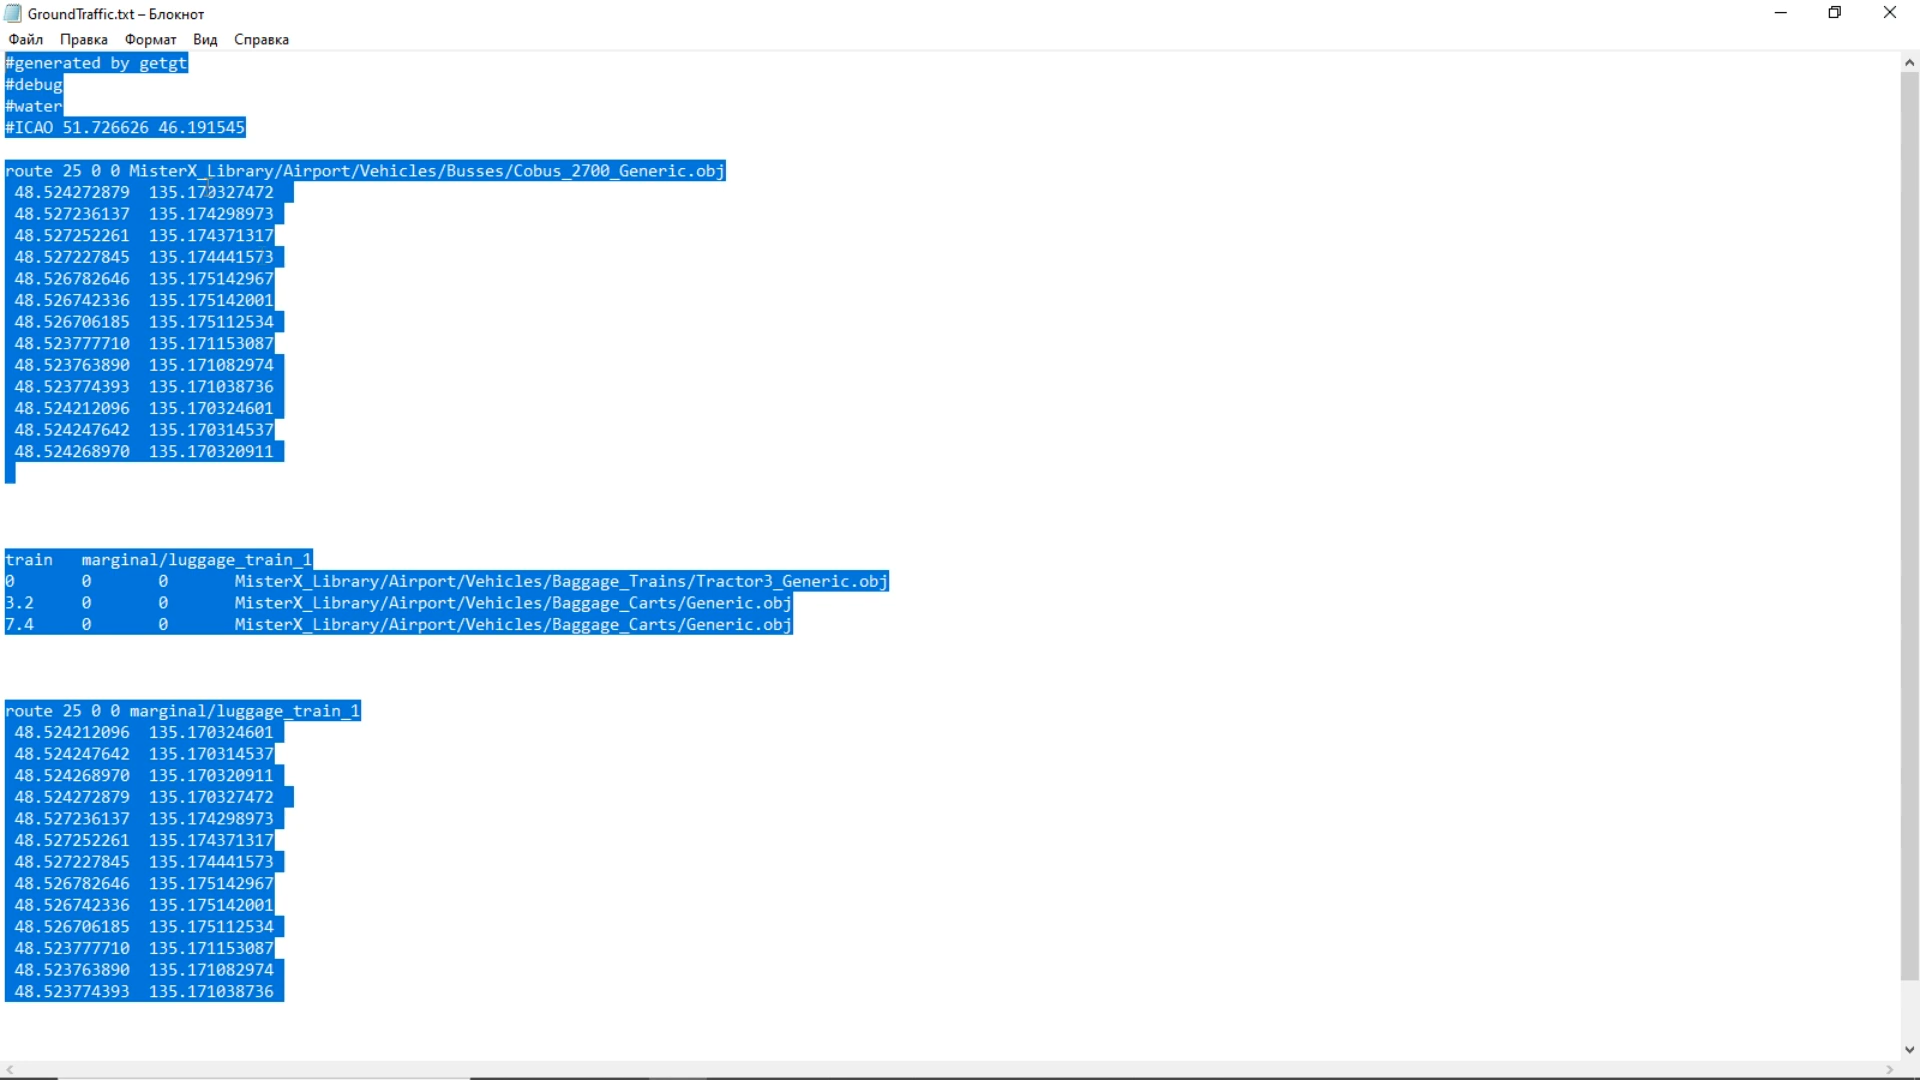 GroundTraffic.txt – Блокнот
Файл Правка Формат Вид Справка
#generated by getgt
#debug
#water
#ICAO 51.726626 46.191545
route 25 0 0 MisterX_Library/Airport/Vehicles/Busses/Cobus_2700_Generic.obj
48.524272879 135.170327472
48.527236137 135.174298973
48.527252261 135.174371317
48.527227845 135.174441573
48.526782646 135.175142967
48.526742336 135.175142001
48.526706185 135.175112534
48.523777710 135.171153087
48.523763890 135.171082974
48.523774393 135.171038736
48.524212096 135.170324601
48.524247642 135.170314537
48.524268970 135.170320911
train marginal/luggage_train_1
0 0 0 MisterX_Library/Airport/Vehicles/Baggage_Trains/Tractor3_Generic.obj
3.2 0 0 MisterX_Library/Airport/Vehicles/Baggage_Carts/Generic.obj
7.4 0 0 MisterX_Library/Airport/Vehicles/Baggage_Carts/Generic.obj
route 25 0 0 marginal/luggage_train_1
48.524212096 135.170324601
48.524247642 135.170314537
48.524268970 135.170320911
48.524272879 135.170327472
48.527236137 135.174298973
48.527252261 135.174371317
48.527227845 135.174441573
48.526782646 135.175142967
48.526742336 135.175142001
48.526706185 135.175112534
48.523777710 135.171153087
48.523763890 135.171082974
48.523774393 135.171038736